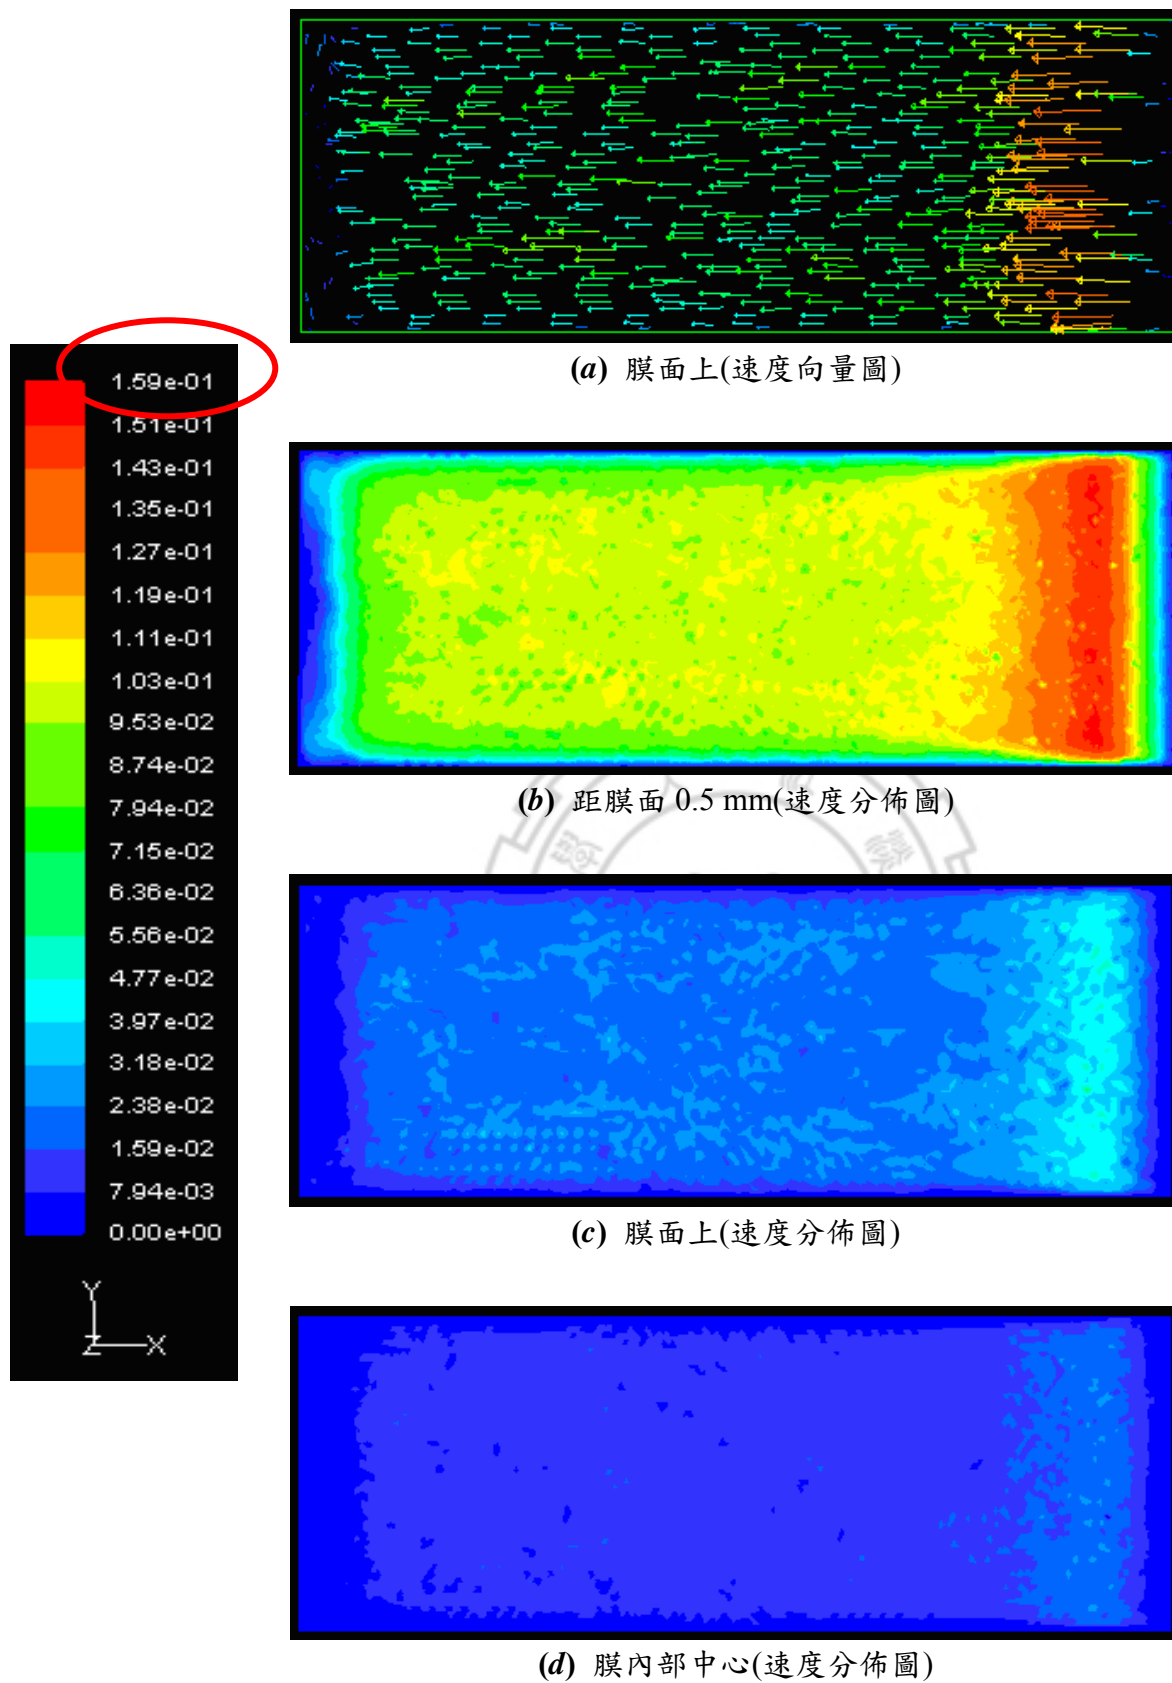 (a) 膜面上(速度向量圖)
1.59e-01
1.51e-01
1.43e-01
1.35e-01
1.27e-01
1.19e-01
1.11e-01
1.03e-01
9.53e-02
8.74e-02
7.94e-02
7.15e-02
6.36e-02
5.56e-02
4.77e-02
3.97e-02
3.18e-02
2.38e-02
1.59e-02
7.94e-03
0.00e+00
Y
Z X
(b) 距膜面 0.5 mm(速度分佈圖)
(c) 膜面上(速度分佈圖)
(d) 膜內部中心(速度分佈圖)